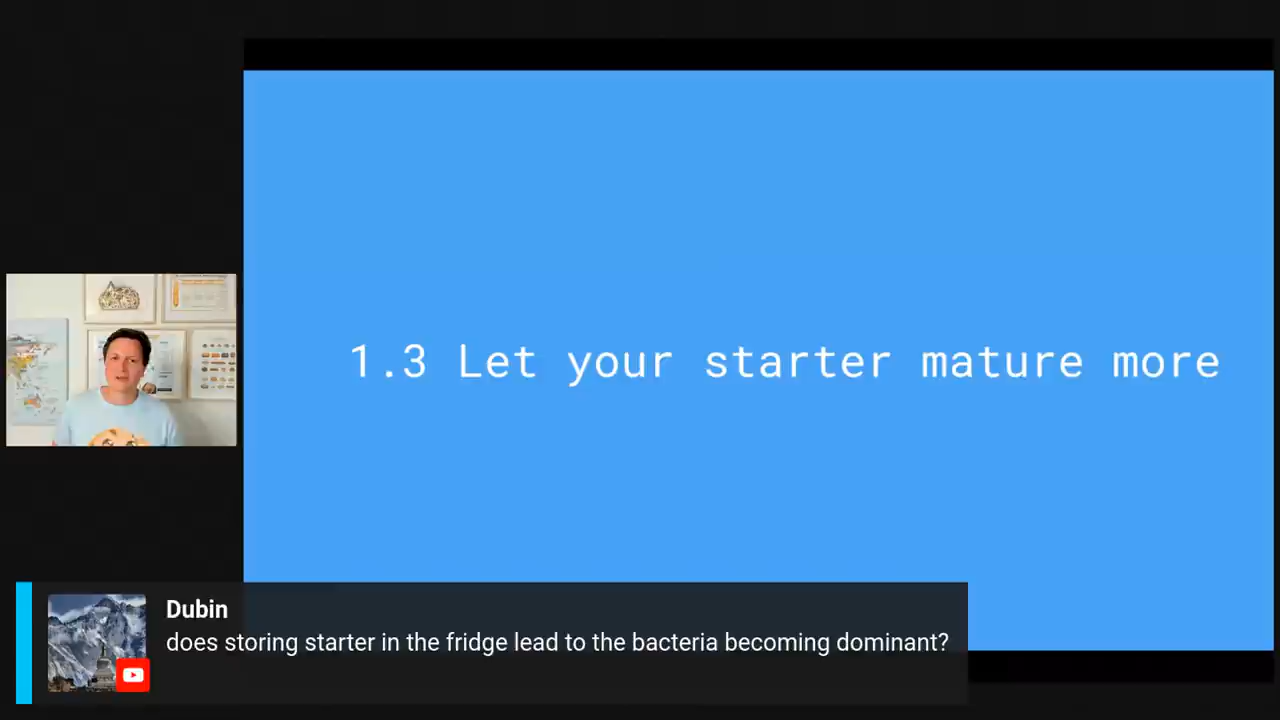 1.3 Let your starter mature more
Dubin
does storing starter in the fridge lead to the bacteria becoming dominant?